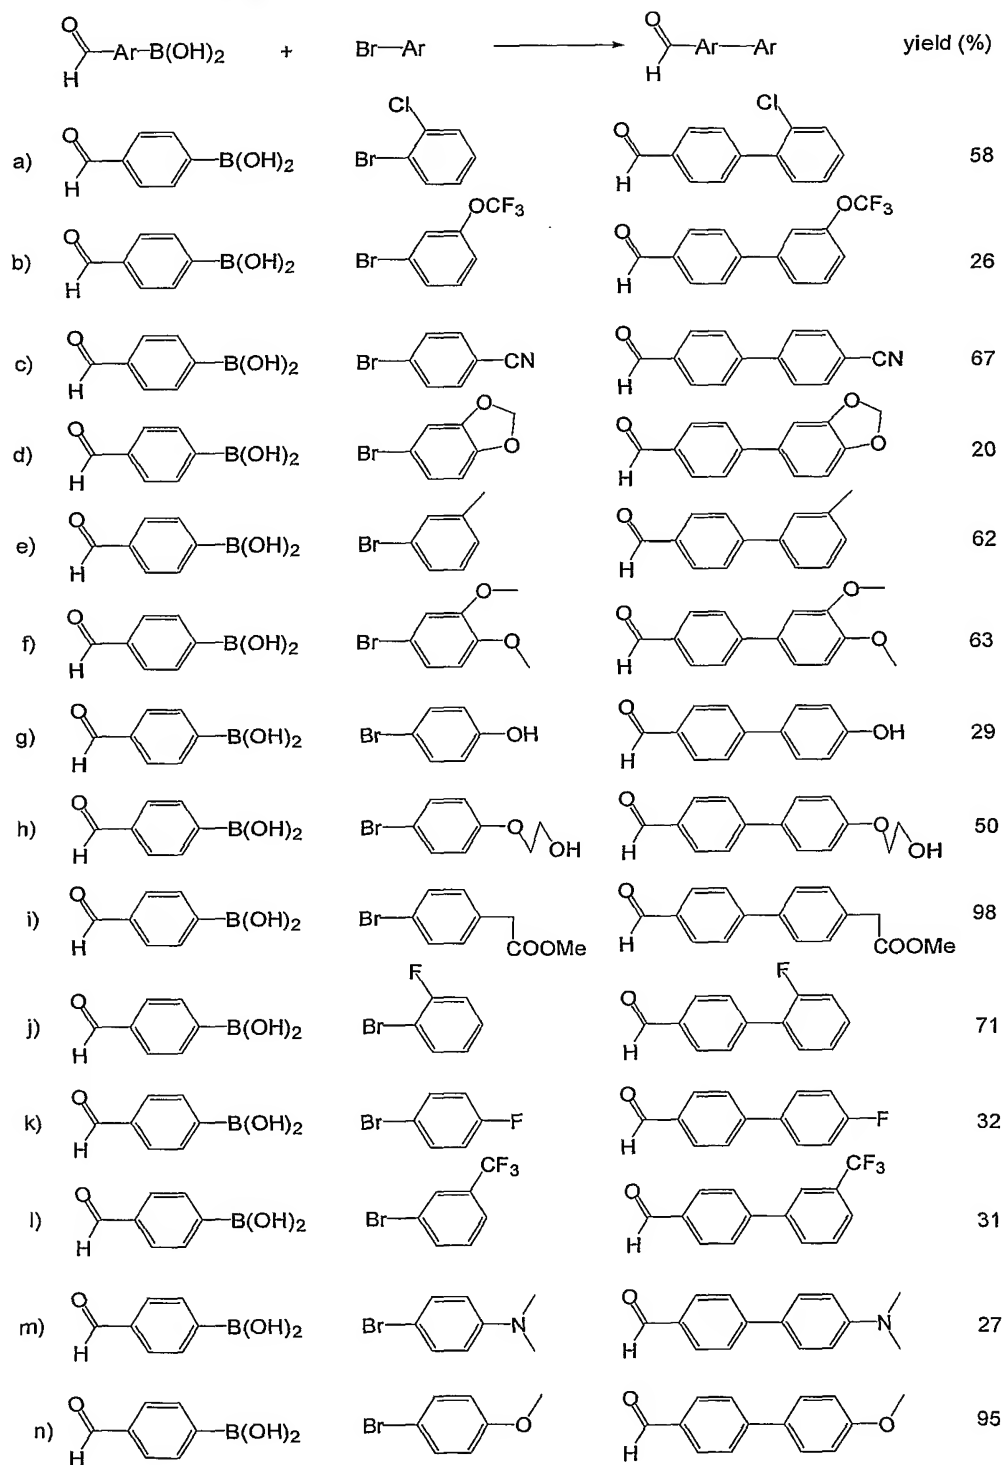 O H Ar B(OH)2 + Br Ar O H Ar Ar yield (%)
a) O H B(OH)2 Br Cl O H Cl 58
b) O H B(OH)2 Br OCF3 O H OCF3 26
c) O H B(OH)2 Br CN O H CN 67
d) O H B(OH)2 Br O O O H O O 20
e) O H B(OH)2 Br O H 62
f) O H B(OH)2 Br O O O H O O 63
g) O H B(OH)2 Br OH O H OH 29
h) O H B(OH)2 Br O OH O H O OH 50
i) O H B(OH)2 Br COOMe O H COOMe 98
j) O H B(OH)2 Br F O H F 71
k) O H B(OH)2 Br F O H F 32
l) O H B(OH)2 Br CF3 O H CF3 31
m) O H B(OH)2 Br N O H N 27
n) O H B(OH)2 Br O O H O 95